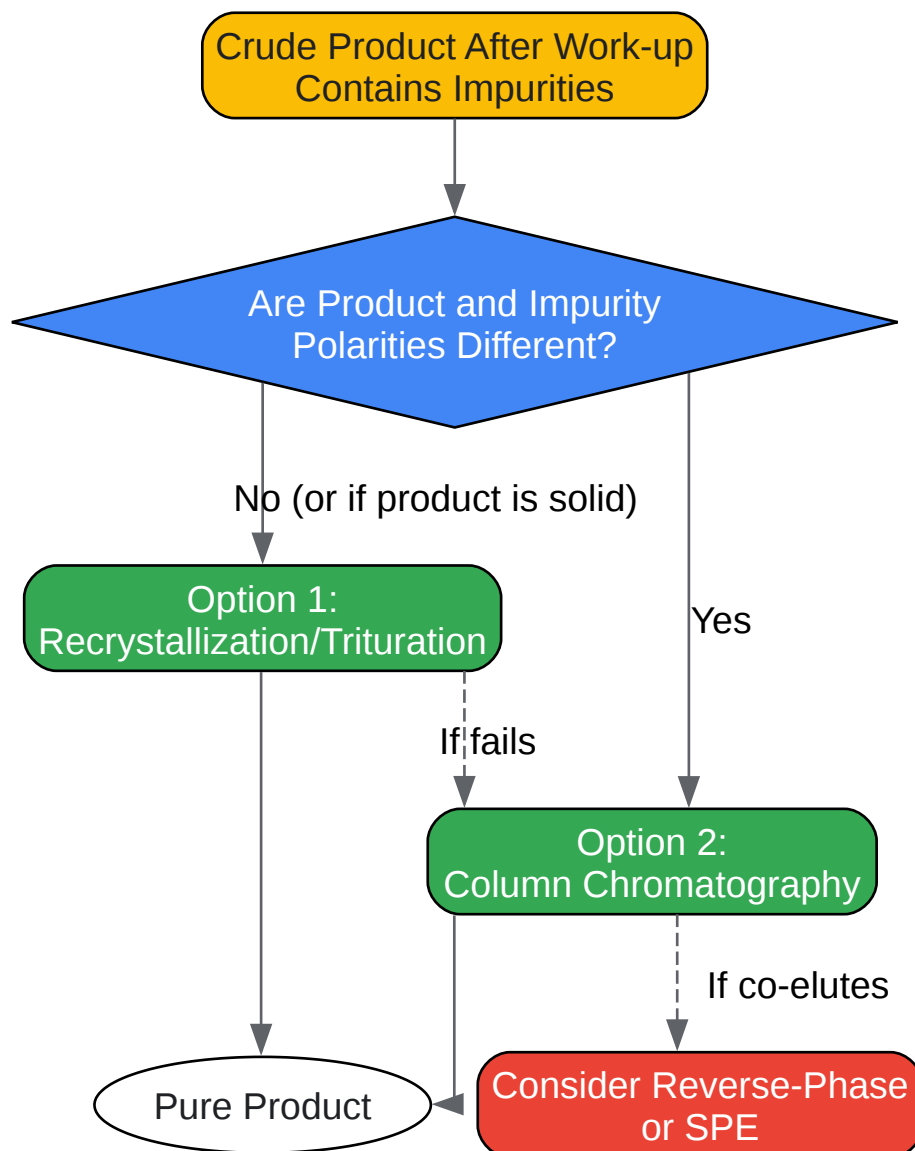 Crude Product After Work-up
Contains Impurities
Are Product and Impurity
Polarities Different?
No (or if product is solid)
Option 1:
Recrystallization/Trituration
Yes
If fails
Option 2:
Column Chromatography
If co-elutes
Pure Product
Consider Reverse-Phase
or SPE